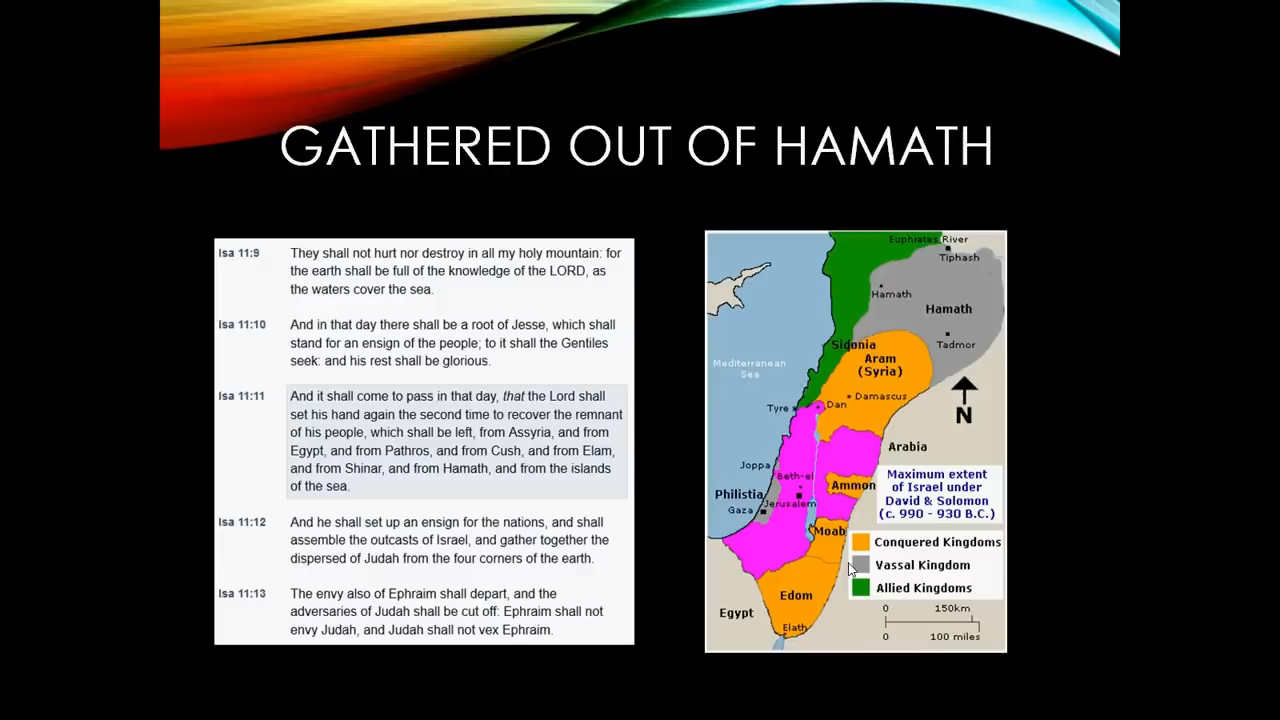 GATHERED OUT OF HAMATH
Isa 11:9 They shall not hurt nor destroy in all my holy mountain: for
the earth shall be full of the knowledge of the LORD, as
the waters cover the sea.
Isa 11:10 And in that day there shall be a root of Jesse, which shall
stand for an ensign of the people; to it shall the Gentiles
seek: and his rest shall be glorious.
Isa 11:11 And it shall come to pass in that day, that the Lord shall
set his hand again the second time to recover the remnant
of his people, which shall be left, from Assyria, and from
Egypt, and from Pathros, and from Cush, and from Elam,
and from Shinar, and from Hamath, and from the islands
of the sea.
Isa 11:12 And he shall set up an ensign for the nations, and shall
assemble the outcasts of Israel, and gather together the
dispersed of Judah from the four corners of the earth.
Isa 11:13 The envy also of Ephraim shall depart, and the
adversaries of Judah shall be cut off: Ephraim shall not
envy Judah, and Judah shall not vex Ephraim.
Euphrates River
Tiphash
Hamath
Hamath
Tadmor
Sidonia
Aram
(Syria)
Mediterranean
Sea
Damascus
Dan
Tyre
N
Arabia
Joppa
Beth-el
Ammon
Philistia
Jerusalem
Gaza
Moab
Maximum extent
of Israel under
David & Solomon
(c. 990 - 930 B.C.)
Conquered Kingdoms
Vassal Kingdom
Allied Kingdoms
Edom
Egypt
Elath
0 150km
0 100 miles